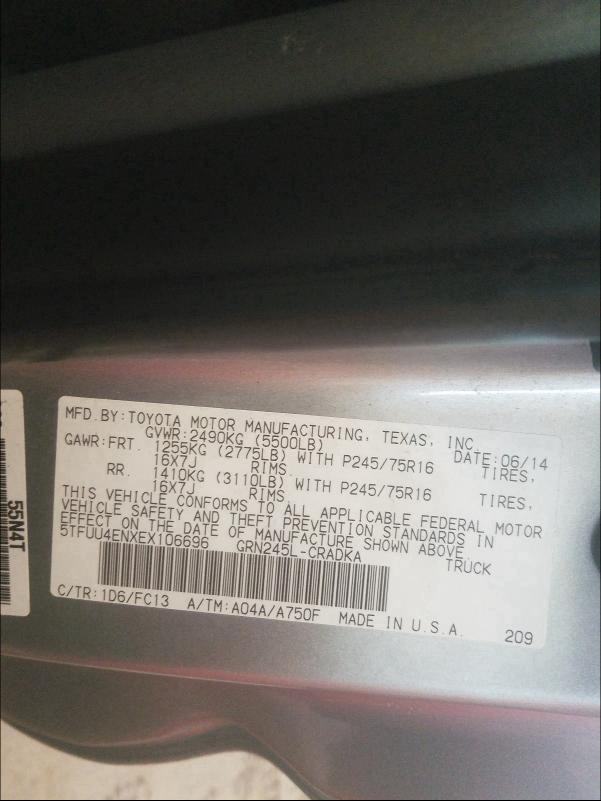 MFD. BY: TOYOTA MOTOR MANUFACTURING, TEXAS, INC.
GVWR: 2490KG (5500LB) DATE: 06/14
GAWR: FRT. 1255KG (2775LB) WITH P245/75R16 TIRES,
16X7J RIMS.
RR. 1410KG (3110LB) WITH P245/75R16 TIRES,
16X7J RIMS.
THIS VEHICLE CONFORMS TO ALL APPLICABLE FEDERAL MOTOR
VEHICLE SAFETY AND THEFT PREVENTION STANDARDS IN
EFFECT ON THE DATE OF MANUFACTURE SHOWN ABOVE.
5TFUU4ENXEX106696 GRN245L-CRADKA TRUCK
C/TR: 1D6/FC13 A/TM: A04A/A750F MADE IN U.S.A. 209
55N4T